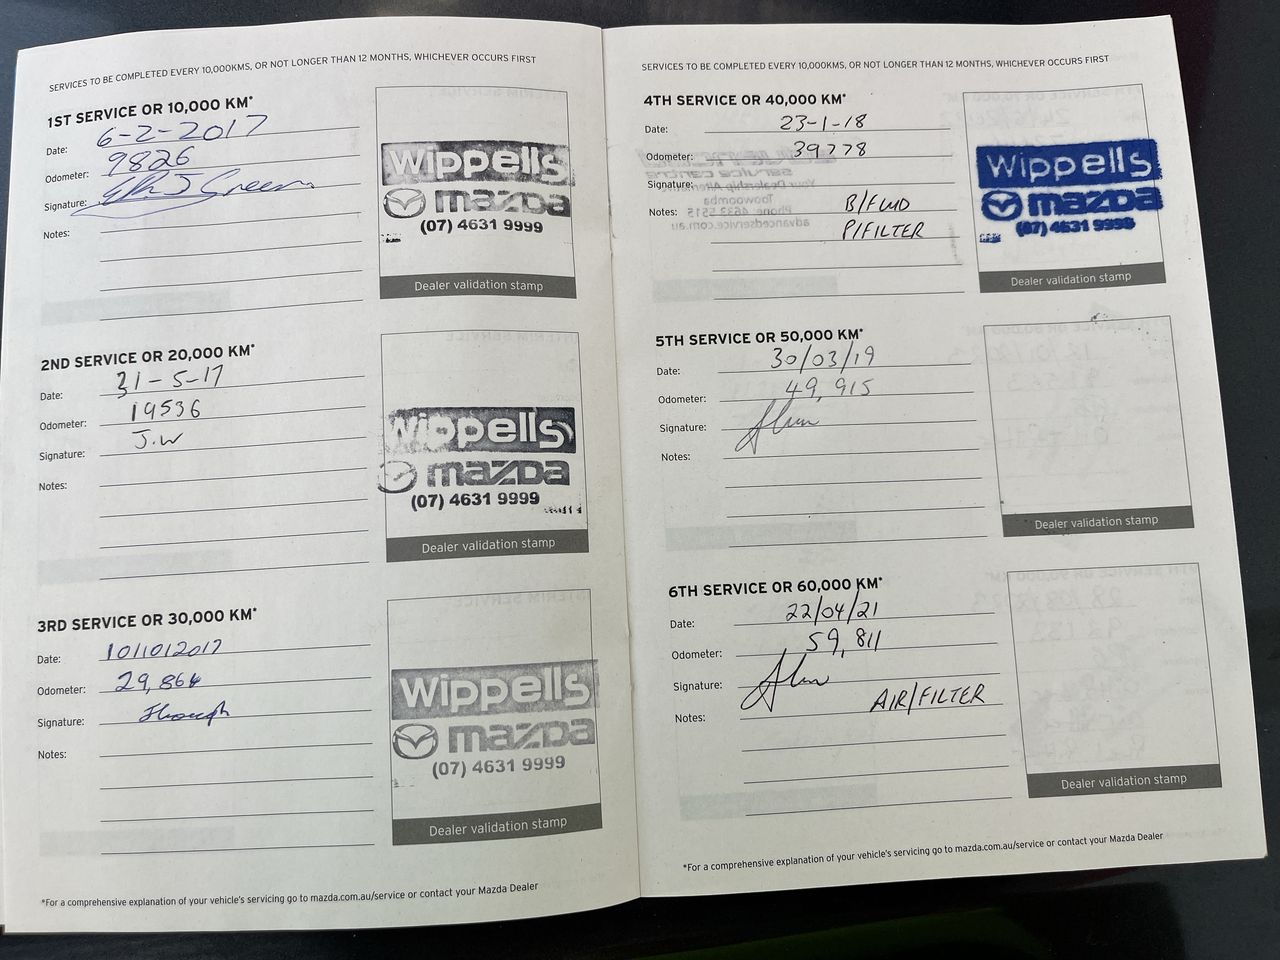 SERVICES TO BE COMPLETED EVERY 10,000KMS, OR NOT LONGER THAN 12 MONTHS, WHICHEVER OCCURS FIRST
1ST SERVICE OR 10,000 KM*
Date: 6-2-2017
Odometer: 9826
Signature:
Notes:
Wippells
mazda
(07) 4631 9999
Dealer validation stamp
2ND SERVICE OR 20,000 KM*
Date: 31-5-17
Odometer: 19536
Signature: J.W
Notes:
Wippells
mazda
(07) 4631 9999
Dealer validation stamp
3RD SERVICE OR 30,000 KM*
Date: 10/10/2017
Odometer: 29,864
Signature:
Notes:
Wippells
mazda
(07) 4631 9999
Dealer validation stamp
*For a comprehensive explanation of your vehicle's servicing go to mazda.com.au/service or contact your Mazda Dealer
SERVICES TO BE COMPLETED EVERY 10,000KMS, OR NOT LONGER THAN 12 MONTHS, WHICHEVER OCCURS FIRST
4TH SERVICE OR 40,000 KM*
Date: 23-1-18
Odometer: 39778
Signature:
Notes: B/FLUID
P/FILTER
Wippells
mazda
(07) 4631 9999
Dealer validation stamp
5TH SERVICE OR 50,000 KM*
Date: 30/03/19
Odometer: 49,915
Signature:
Notes:
Dealer validation stamp
6TH SERVICE OR 60,000 KM*
Date: 22/04/21
Odometer: 59,811
Signature:
Notes: AIR/FILTER
Dealer validation stamp
*For a comprehensive explanation of your vehicle's servicing go to mazda.com.au/service or contact your Mazda Dealer